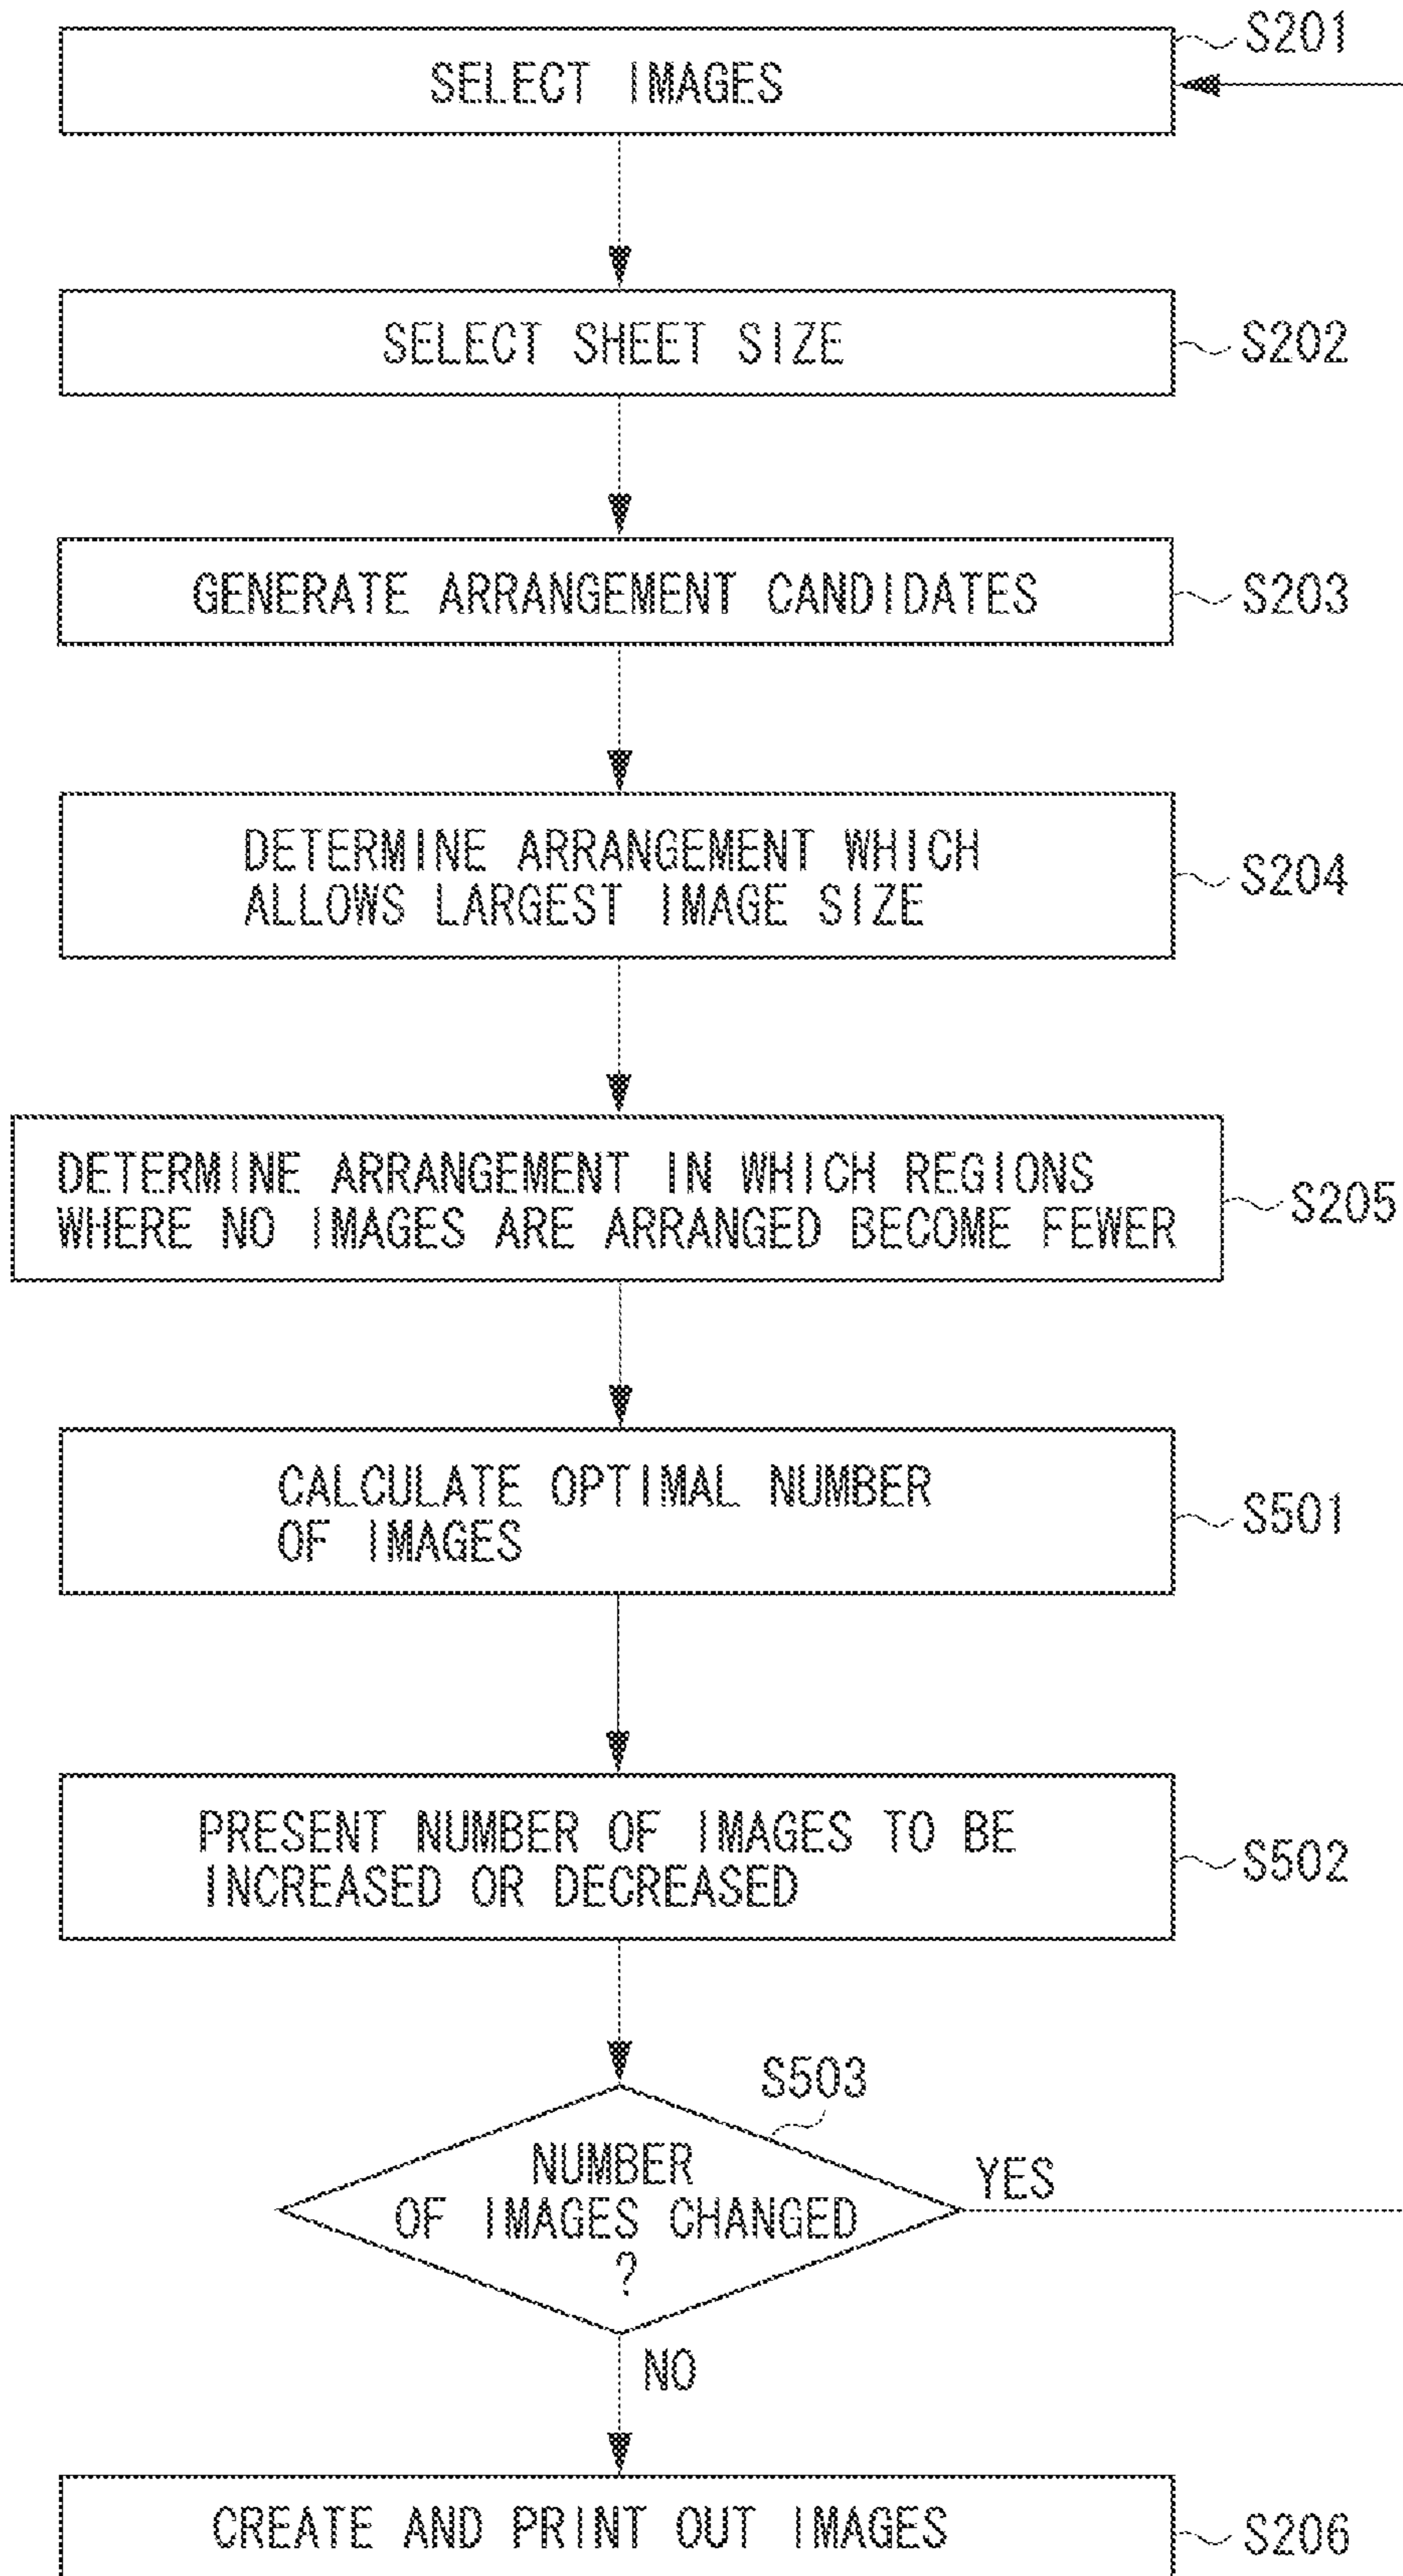 S201
SELECT IMAGES
SELECT SHEET SIZE
S202
GENERATE ARRANGEMENT CANDIDATES
S203
DETERMINE ARRANGEMENT WHICH
ALLOWS LARGEST IMAGE SIZE
S204
DETERMINE ARRANGEMENT IN WHICH REGIONS
WHERE NO IMAGES ARE ARRANGED BECOME FEWER
S205
CALCULATE OPTIMAL NUMBER
OF IMAGES
S501
PRESENT NUMBER OF IMAGES TO BE
INCREASED OR DECREASED
S502
S503
NUMBER
OF IMAGES CHANGED
?
YES
NO
CREATE AND PRINT OUT IMAGES
S206